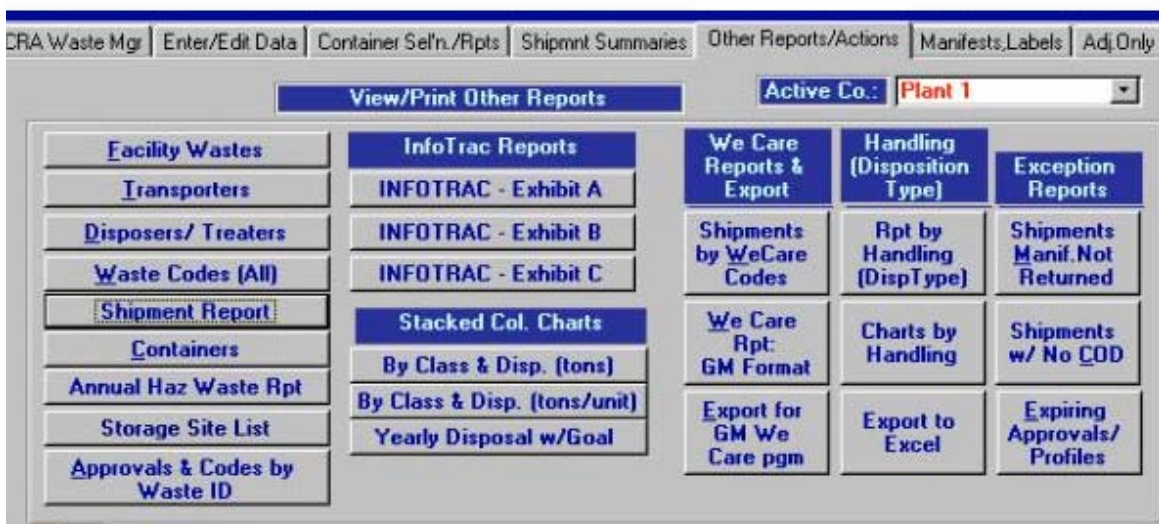 CRA Waste Mgr
Enter/Edit Data
Container Sel'n./Rpts
Shipmnt Summaries
Other Reports/Actions
Manifests,Labels
Adj.Only
View/Print Other Reports
Active Co.:
Plant 1
Facility Wastes
Transporters
Disposers/ Treaters
Waste Codes (All)
Shipment Report
Containers
Annual Haz Waste Rpt
Storage Site List
Approvals & Codes by
Waste ID
InfoTrac Reports
INFOTRAC - Exhibit A
INFOTRAC - Exhibit B
INFOTRAC - Exhibit C
Stacked Col. Charts
By Class & Disp. (tons)
By Class & Disp. (tons/unit)
Yearly Disposal w/Goal
We Care
Reports &
Export
Shipments
by WeCare
Codes
We Care
Rpt:
GM Format
Export for
GM We
Care pgm
Handling
(Disposition
Type)
Rpt by
Handling
(DispType)
Charts by
Handling
Export to
Excel
Exception
Reports
Shipments
Manif.Not
Returned
Shipments
w/ No COD
Expiring
Approvals/
Profiles